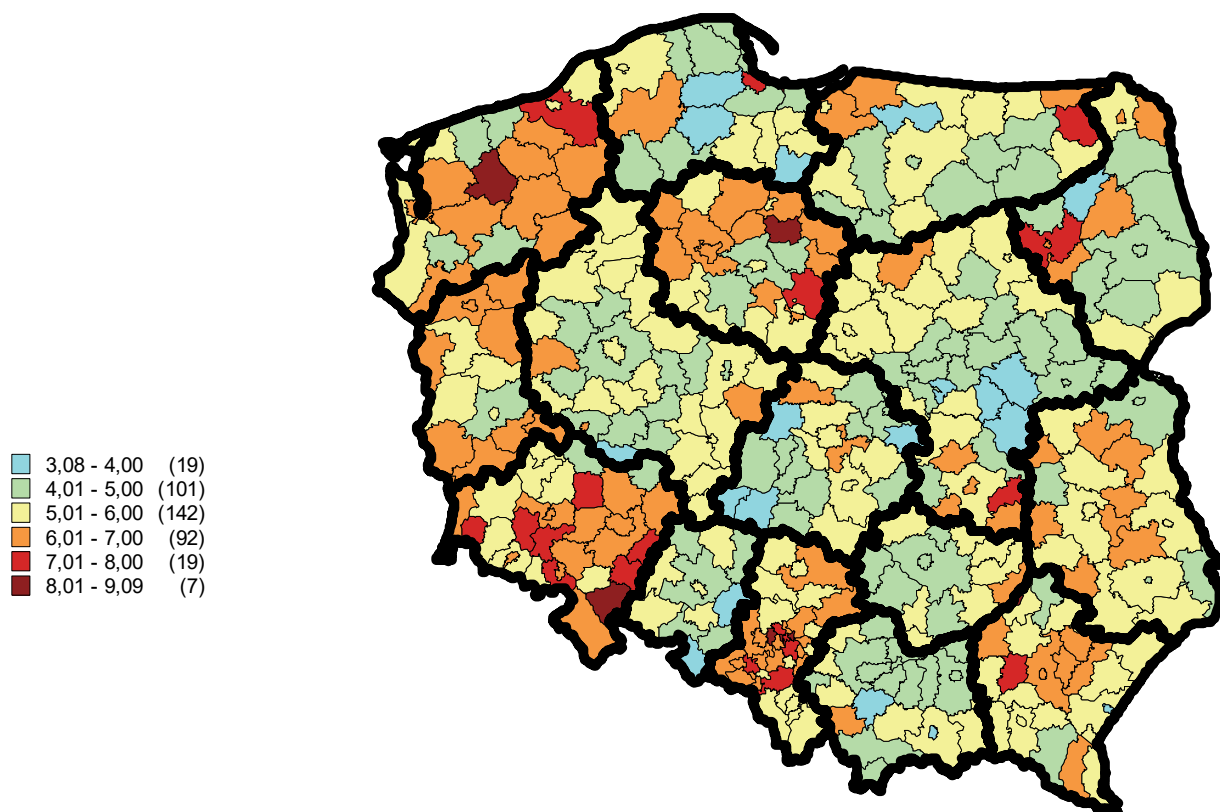 3,08 - 4,00 (19)
4,01 - 5,00 (101)
5,01 - 6,00 (142)
6,01 - 7,00 (92)
7,01 - 8,00 (19)
8,01 - 9,09 (7)